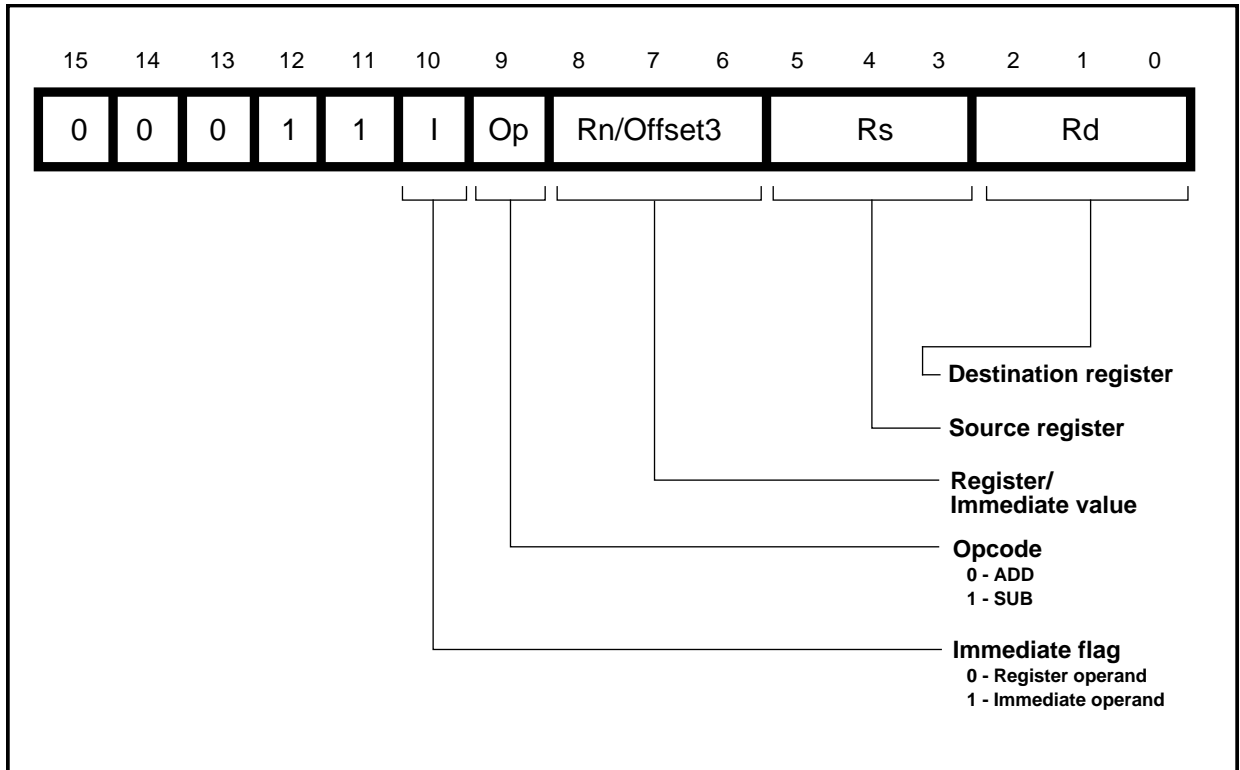 15 14 13 12 11 10 9 8 7 6 5 4 3 2 1 0
0 0 0 1 1 I Op Rn/Offset3 Rs Rd
Destination register
Source register
Register/
Immediate value
Opcode
0 - ADD
1 - SUB
Immediate flag
0 - Register operand
1 - Immediate operand